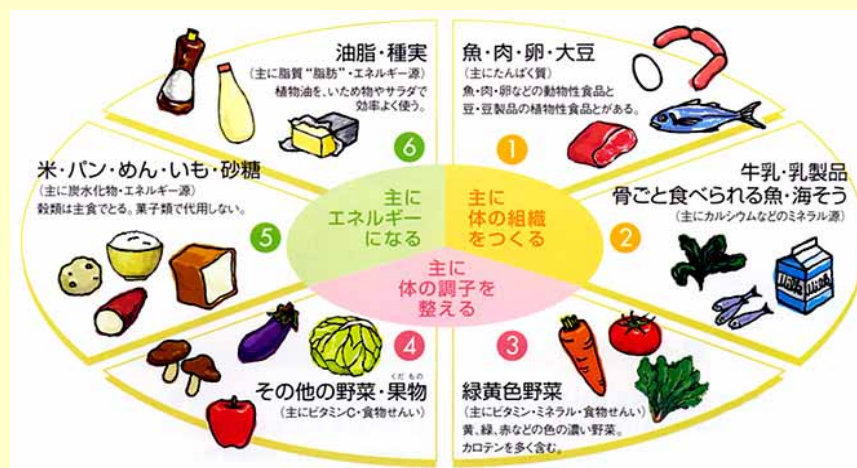 油脂・種実
（主に脂質“脂肪”・エネルギー源）
植物油を、いため物やサラダで
効率よく使う。
6
魚・肉・卵・大豆
（主にたんぱく質）
魚・肉・卵などの動物性食品と
豆・豆製品の植物性食品とがある。
1
米・パン・めん・いも・砂糖
（主に炭水化物・エネルギー源）
穀類は主食でとる。菓子類で代用しない。
5
牛乳・乳製品
骨ごと食べられる魚・海そう
（主にカルシウムなどのミネラル源）
2
主に
エネルギー
になる
主に
体の組織
をつくる
主に
体の調子を
整える
4
くだもの
その他の野菜・果物
（主にビタミンC・食物せんい）
3
緑黄色野菜
（主にビタミン・ミネラル・食物せんい）
黄、緑、赤などの色の濃い野菜。
カロテンを多く含む。
Milk
Milk